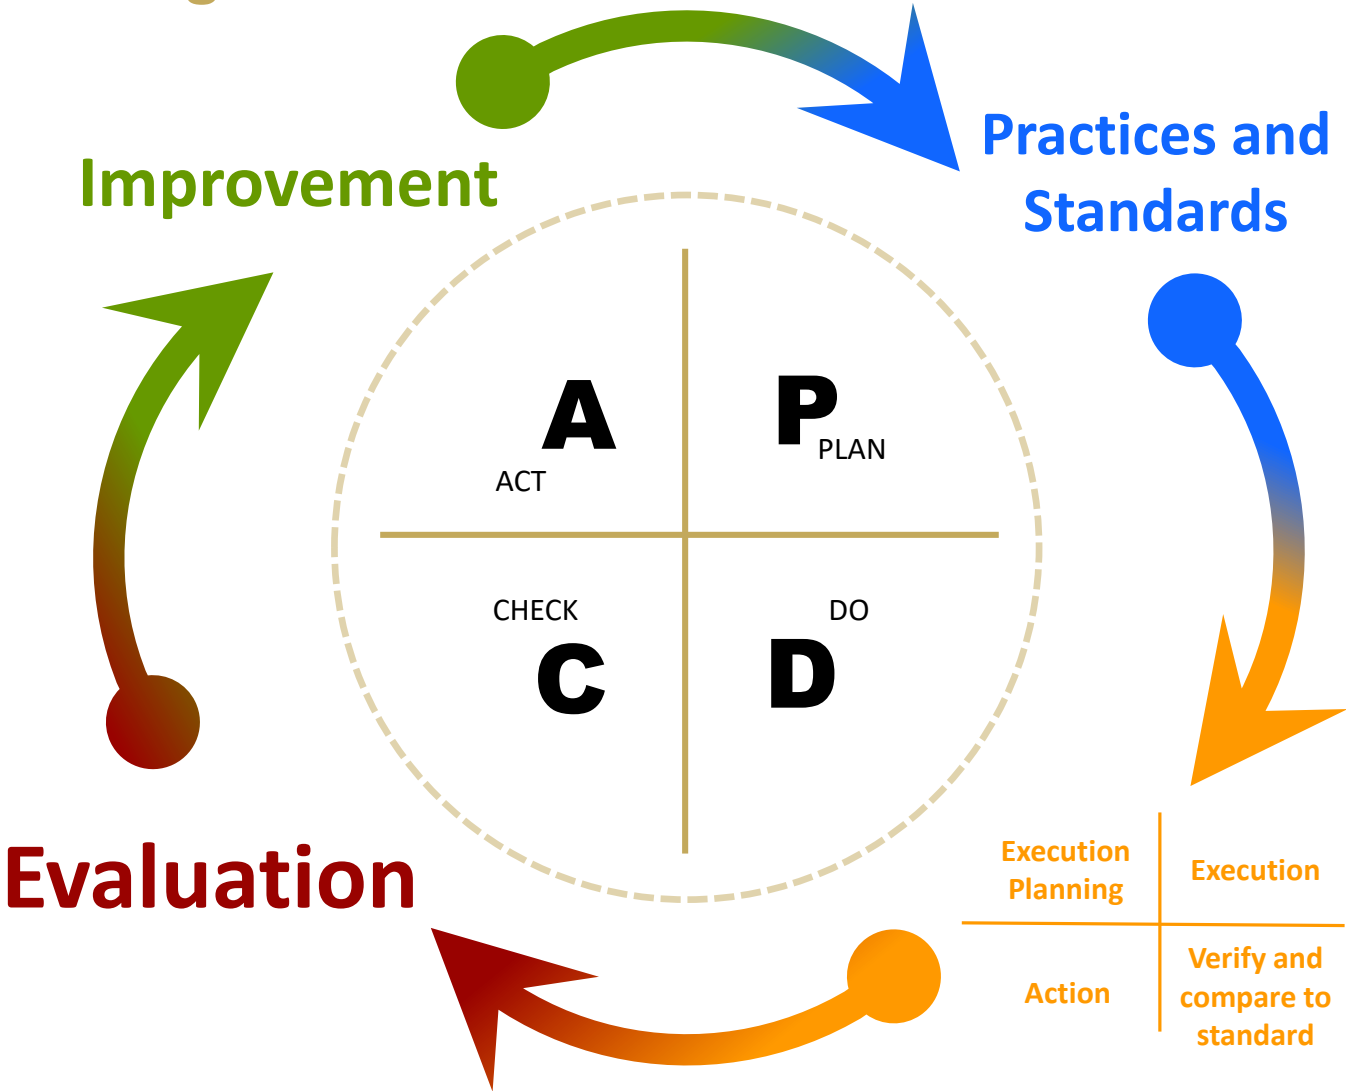 Improvement
Practices and
Standards
A
ACT
P
PLAN
CHECK
C
DO
D
Evaluation
Execution
Planning
Execution
Action
Verify and
compare to
standard